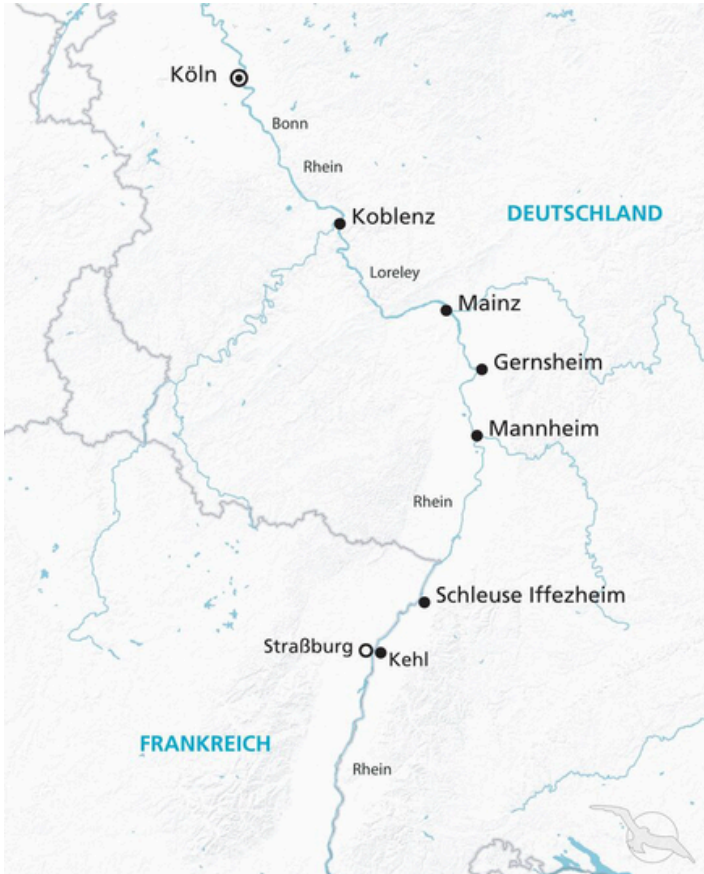 Köln
Bonn
Rhein
Koblenz
DEUTSCHLAND
Loreley
Mainz
Gernsheim
Mannheim
Rhein
Schleuse Iffezheim
Straßburg
Kehl
FRANKREICH
Rhein